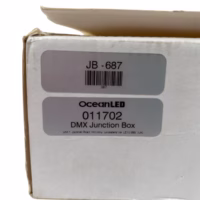 JB - 687
OceanLED
011702
DMX Junction Box